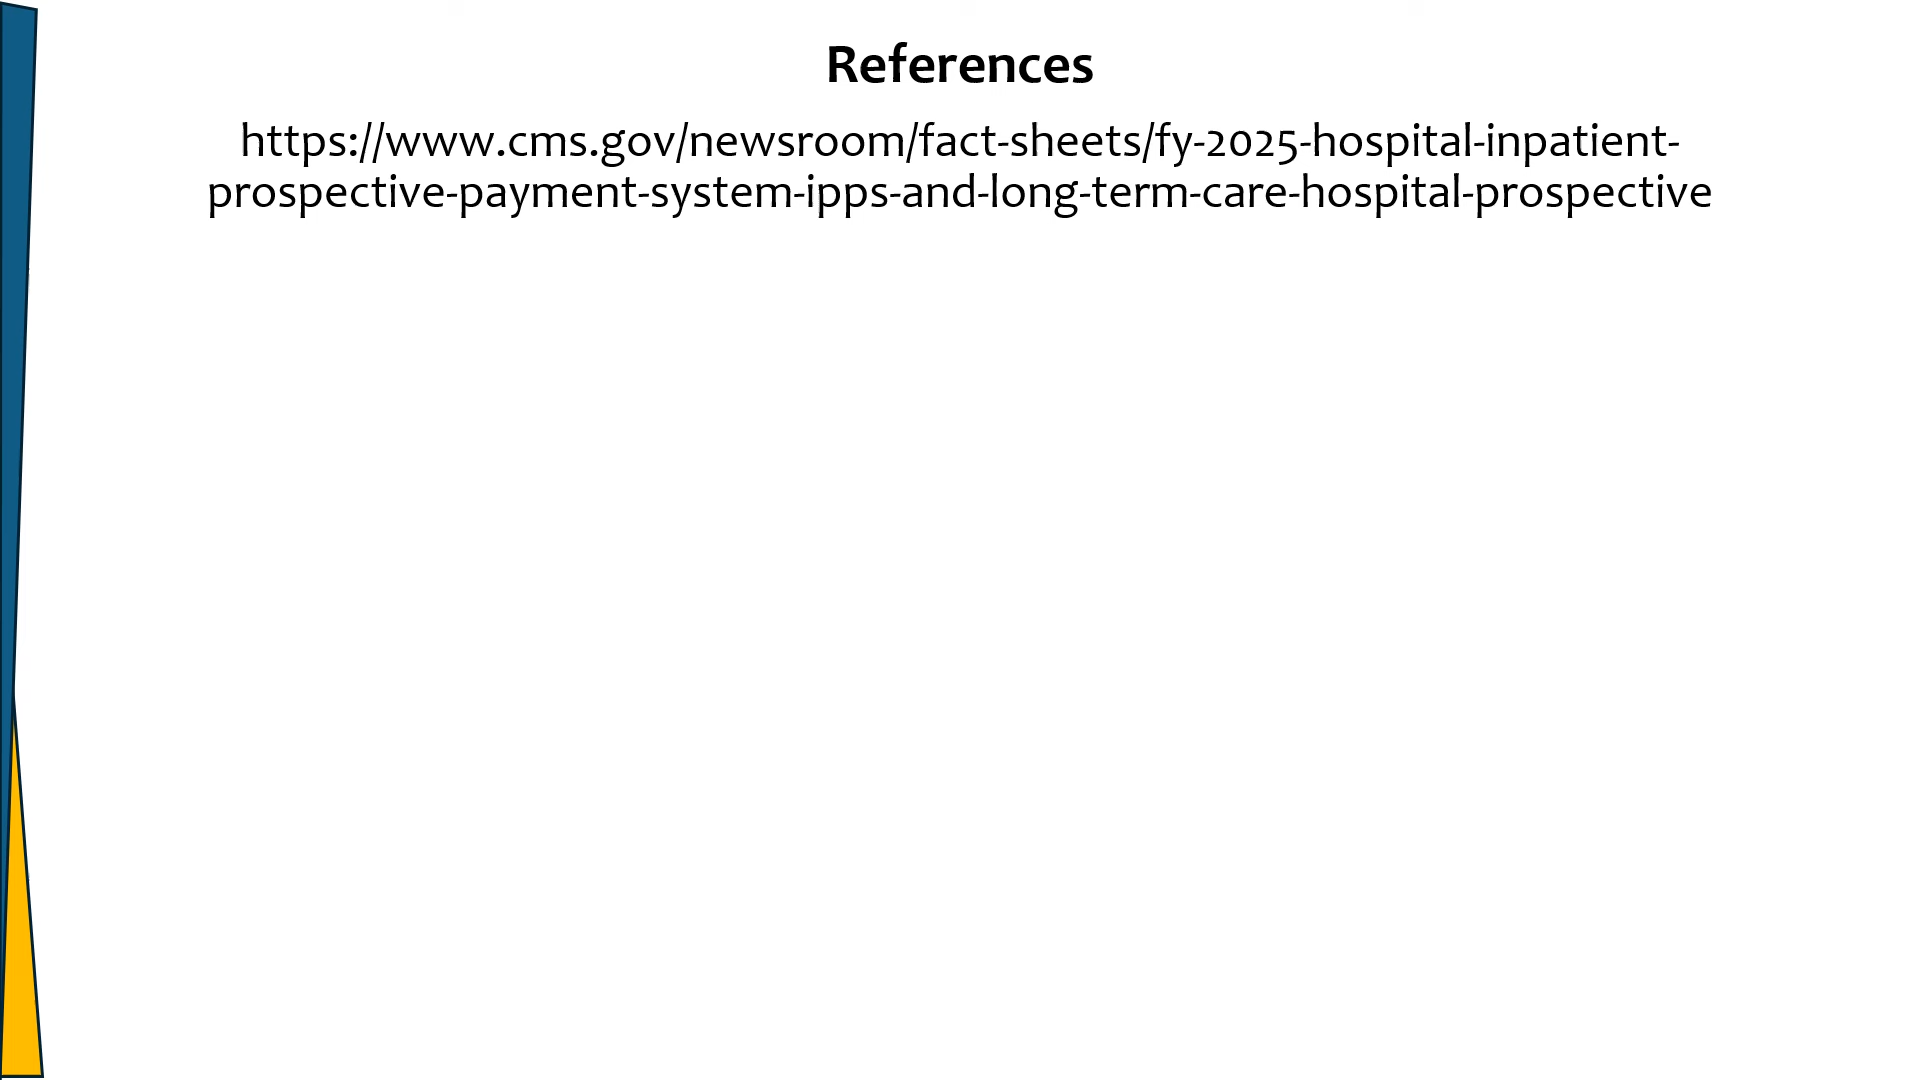 References
https://www.cms.gov/newsroom/fact-sheets/fy-2025-hospital-inpatient-
prospective-payment-system-ipps-and-long-term-care-hospital-prospective